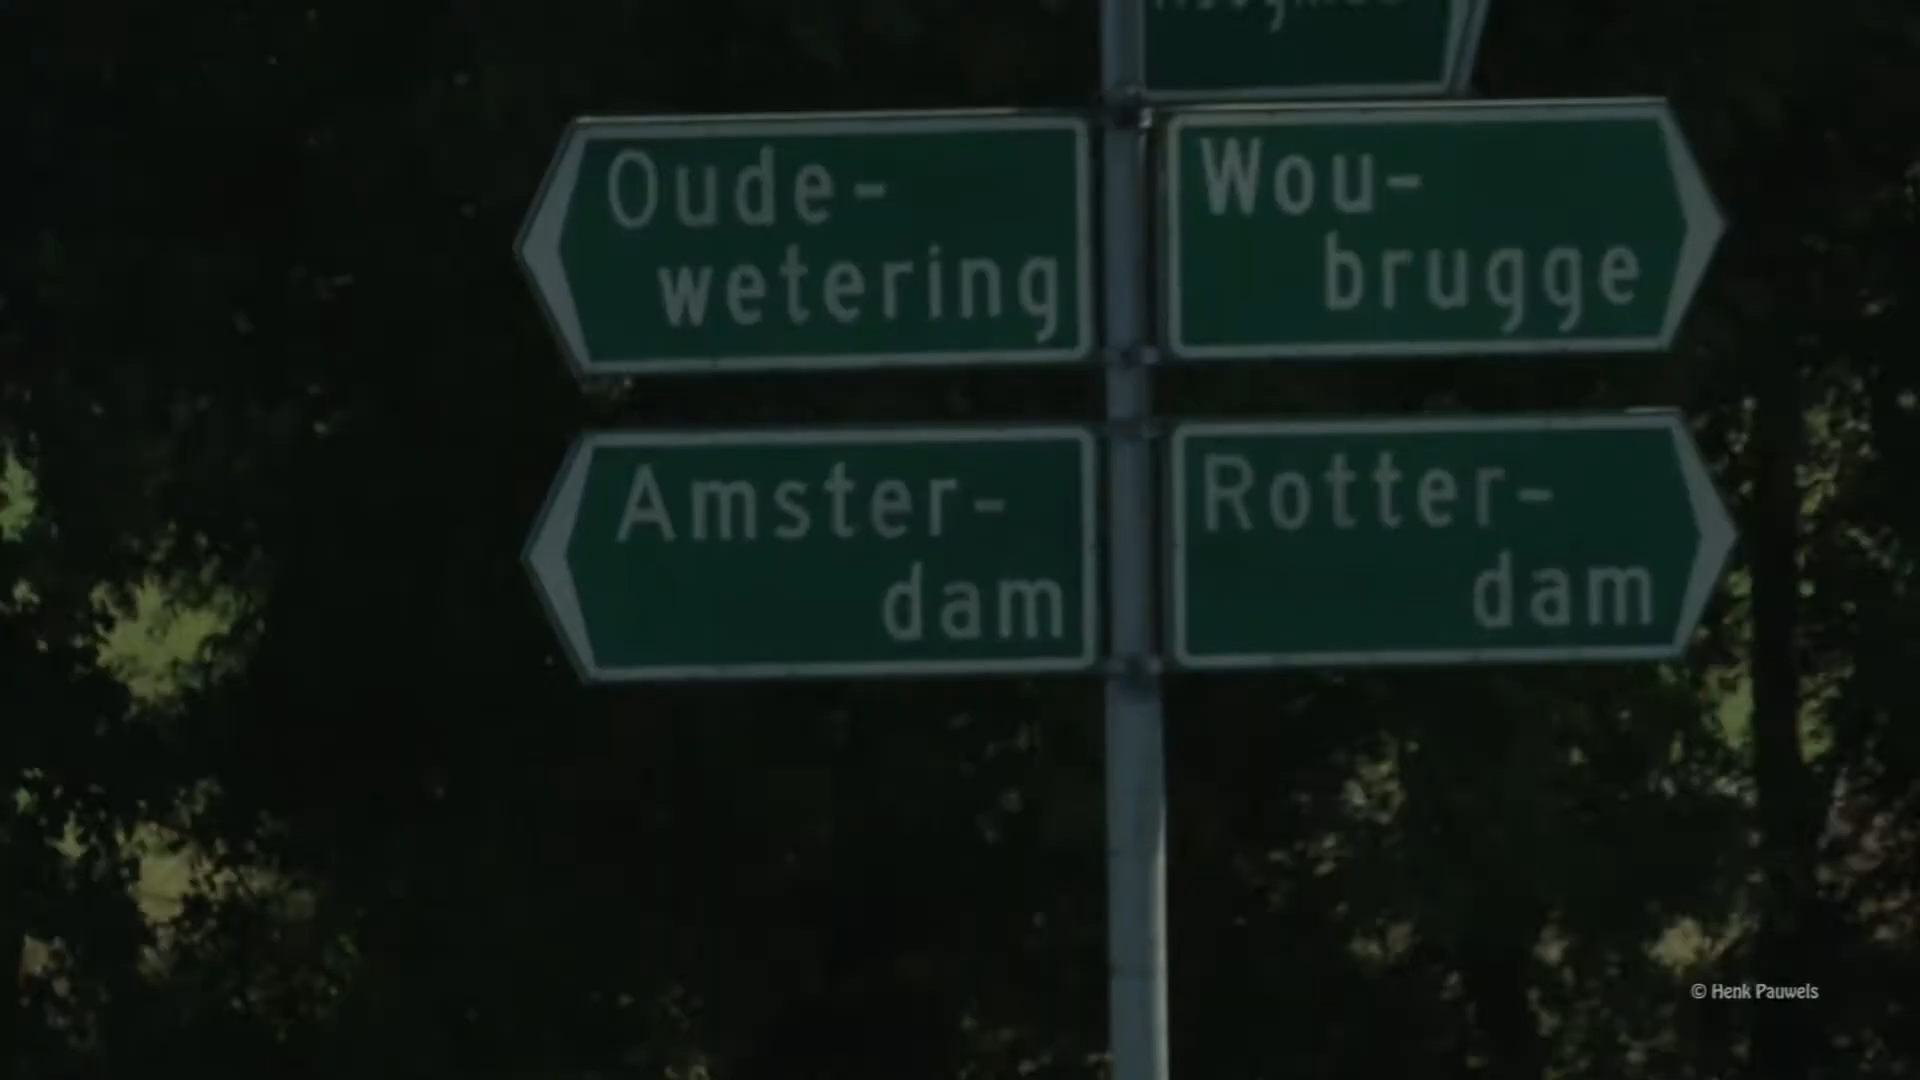 Oude-
wetering
Wou-
brugge
Amster-
dam
Rotter-
dam
© Henk Pauwels